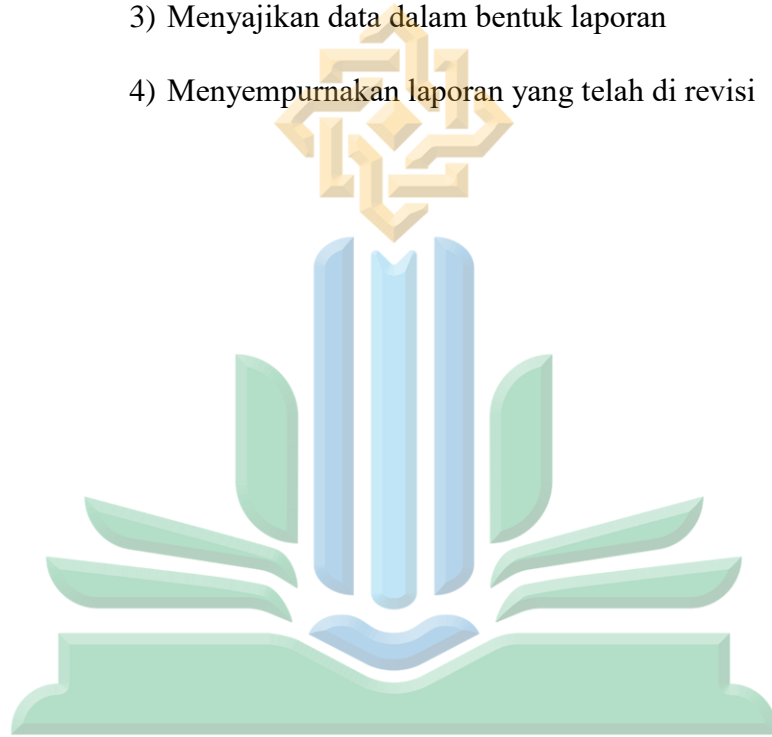 3) Menyajikan data dalam bentuk laporan
4) Menyempurnakan laporan yang telah di revisi